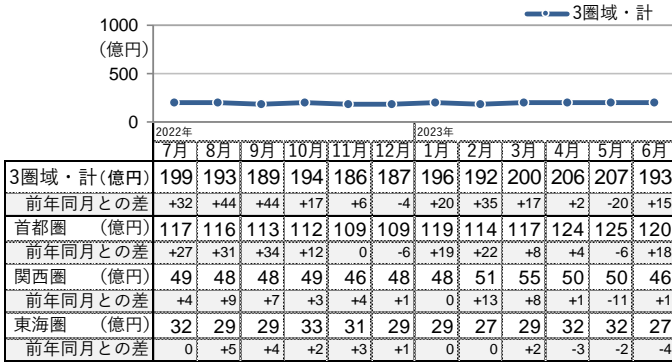 3圏域・計
1000
(億円)
500
0
2022年 2023年
7月 8月 9月 10月 11月 12月 1月 2月 3月 4月 5月 6月
3圏域・計(億円) 199 193 189 194 186 187 196 192 200 206 207 193
前年同月との差 +32 +44 +44 +17 +6 -4 +20 +35 +17 +2 -20 +15
首都圏 (億円) 117 116 113 112 109 109 119 114 117 124 125 120
前年同月との差 +27 +31 +34 +12 0 -6 +19 +22 +8 +4 -6 +18
関西圏 (億円) 49 48 48 49 46 48 48 51 55 50 50 46
前年同月との差 +4 +9 +7 +3 +4 +1 0 +13 +8 +1 -11 +1
東海圏 (億円) 32 29 29 33 31 29 29 27 29 32 32 27
前年同月との差 0 +5 +4 +2 +3 +1 0 0 +2 -3 -2 -4